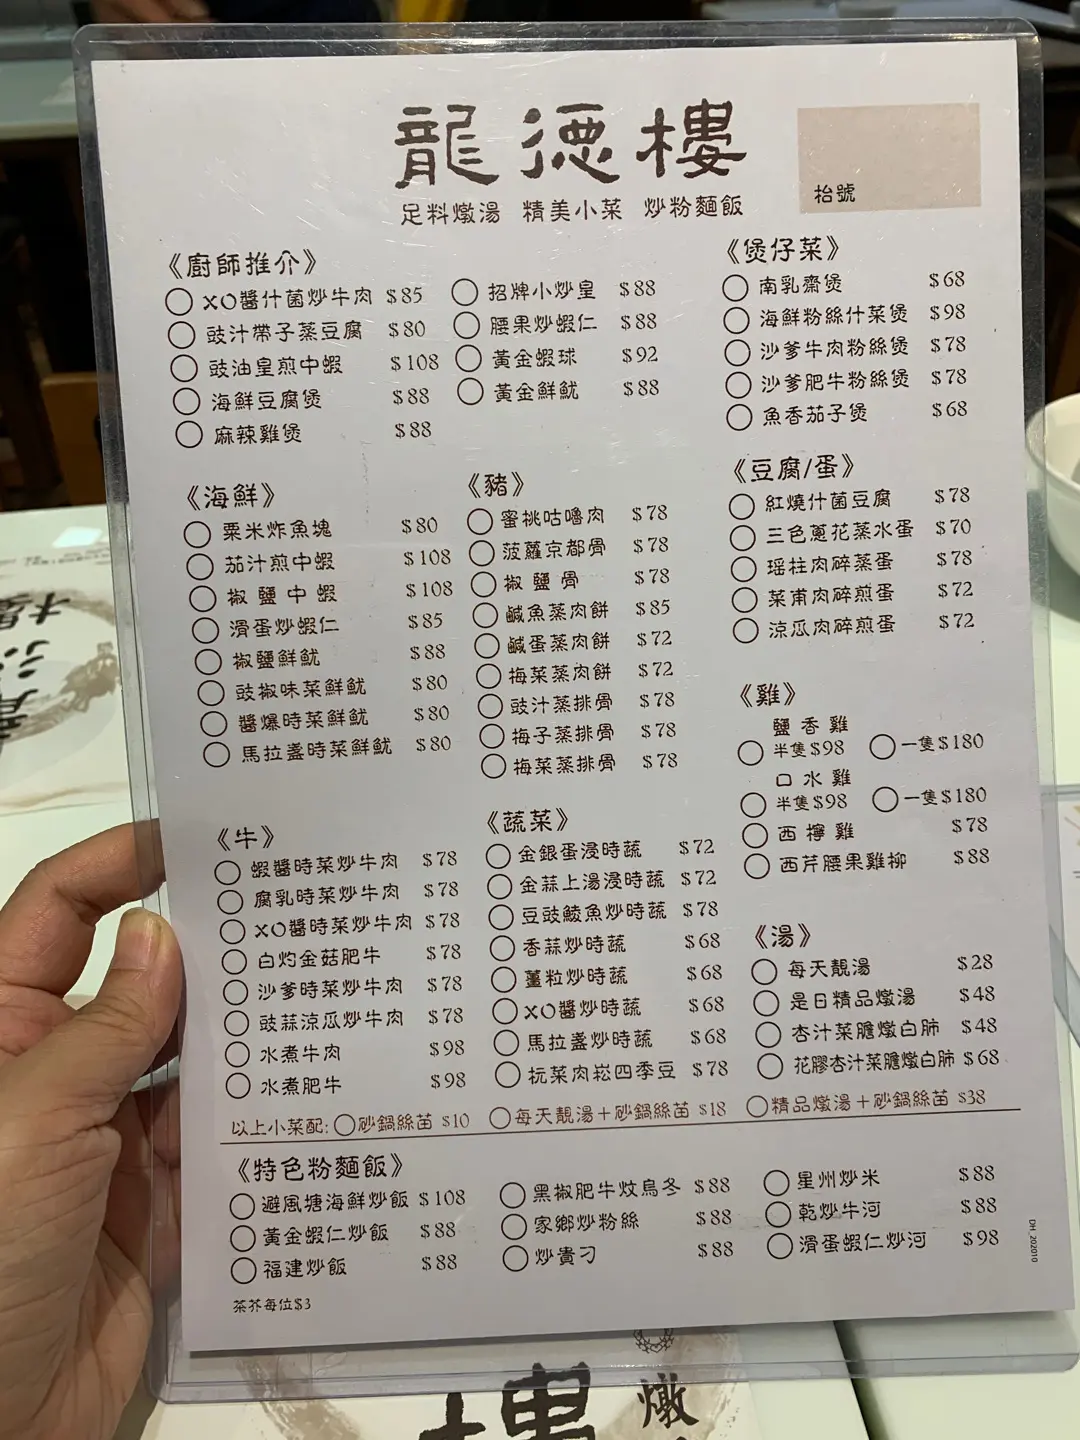 龍德樓
足料燉湯 精美小菜 炒粉麵飯
枱號
《廚師推介》
XO醬什菌炒牛肉 $85
豉汁帶子蒸豆腐 $80
豉油皇煎中蝦 $108
海鮮豆腐煲 $88
麻辣雞煲 $88
招牌小炒皇 $88
腰果炒蝦仁 $88
黃金蝦球 $92
黃金鮮魷 $88
《煲仔菜》
南乳齋煲 $68
海鮮粉絲什菜煲 $98
沙爹牛肉粉絲煲 $78
沙爹肥牛粉絲煲 $78
魚香茄子煲 $68
《海鮮》
粟米炸魚塊 $80
茄汁煎中蝦 $108
椒鹽中蝦 $108
滑蛋炒蝦仁 $85
椒鹽鮮魷 $88
豉椒味菜鮮魷 $80
醬爆時菜鮮魷 $80
馬拉盞時菜鮮魷 $80
《豬》
蜜桃咕嚕肉 $78
菠蘿京都骨 $78
椒鹽骨 $78
鹹魚蒸肉餅 $85
鹹蛋蒸肉餅 $72
梅菜蒸肉餅 $72
豉汁蒸排骨 $78
梅子蒸排骨 $78
梅菜蒸排骨 $78
《豆腐/蛋》
紅燒什菌豆腐 $78
三色蔥花蒸水蛋 $70
瑶柱肉碎蒸蛋 $78
菜甫肉碎煎蛋 $72
涼瓜肉碎煎蛋 $72
《雞》
鹽香雞
半隻$98 一隻$180
口水雞
半隻$98 一隻$180
西檸雞 $78
西芹腰果雞柳 $88
《牛》
蝦醬時菜炒牛肉 $78
腐乳時菜炒牛肉 $78
XO醬時菜炒牛肉 $78
白灼金菇肥牛 $78
沙爹時菜炒牛肉 $78
豉蒜涼瓜炒牛肉 $78
水煮牛肉 $98
水煮肥牛 $98
《蔬菜》
金銀蛋浸時蔬 $72
金蒜上湯浸時蔬 $72
豆豉鯪魚炒時蔬 $78
香蒜炒時蔬 $68
薑粒炒時蔬 $68
XO醬炒時蔬 $68
馬拉盞炒時蔬 $68
杬菜肉崧四季豆 $78
《湯》
每天靚湯 $28
是日精品燉湯 $48
杏汁菜膽燉白肺 $48
花膠杏汁菜膽燉白肺 $68
以上小菜配: 砂鍋絲苗 $10 每天靚湯＋砂鍋絲苗 $18 精品燉湯＋砂鍋絲苗 $38
《特色粉麵飯》
避風塘海鮮炒飯 $108
黃金蝦仁炒飯 $88
福建炒飯 $88
黑椒肥牛炆烏冬 $88
家鄉炒粉絲 $88
炒貴刁 $88
星州炒米 $88
乾炒牛河 $88
滑蛋蝦仁炒河 $98
茶芥每位$3
DH_202010
樓
燉